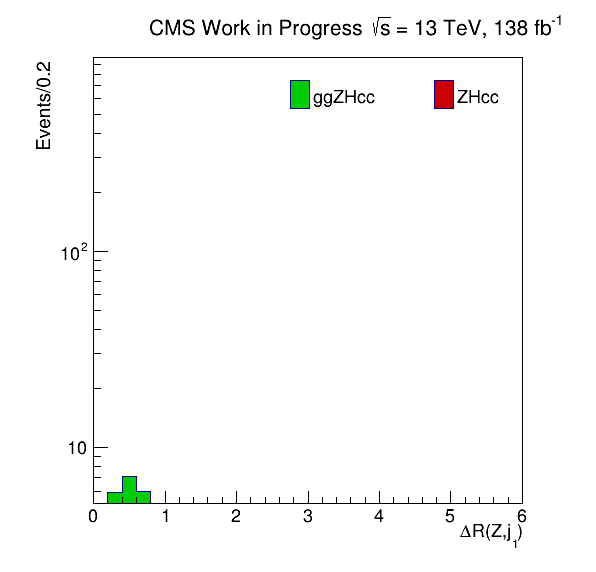 CMS Work in Progress √s = 13 TeV, 138 fb⁻¹
Events/0.2
ggZHcc
ZHcc
10²
10
0 1 2 3 4 5 6
ΔR(Z,j₁)